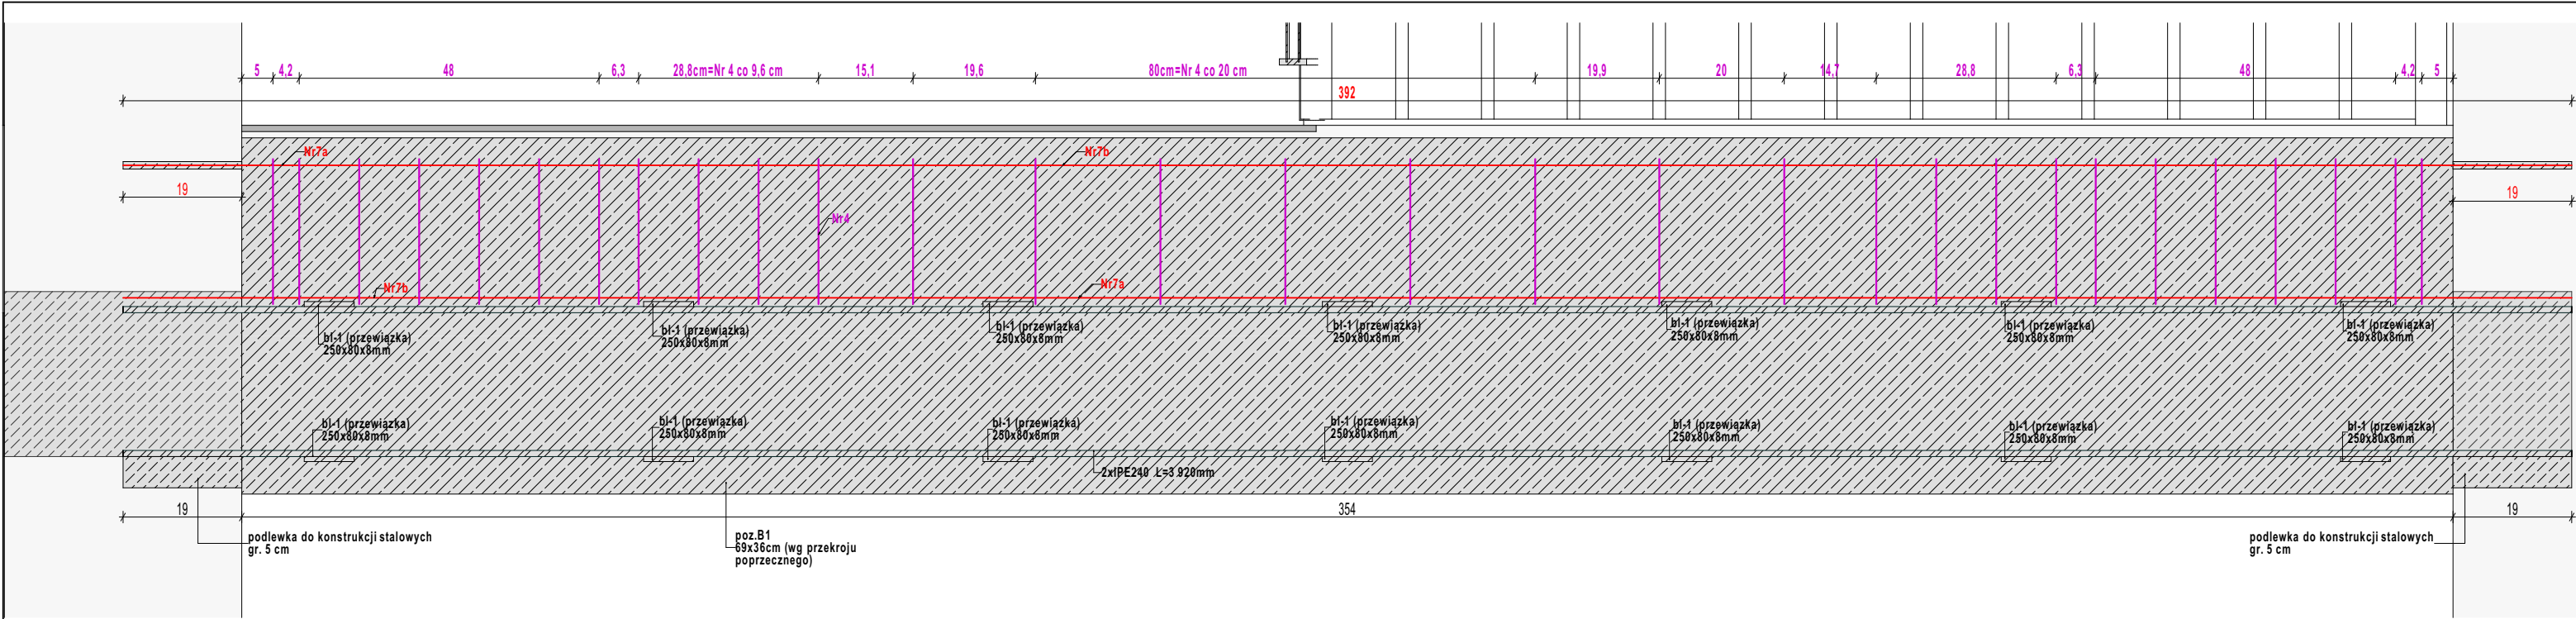 5 4,2 48 6,3 28,8cm=Nr 4 co 9,6 cm 15,1 19,6 80cm=Nr 4 co 20 cm 19,9 20 14,7 28,8 6,3 48 4,2 5
392
Nr7a Nr7b
19 19
Nr4
Nr7b Nr7a
bl-1 (przewiązka)
250x80x8mm
bl-1 (przewiązka)
250x80x8mm
bl-1 (przewiązka)
250x80x8mm
bl-1 (przewiązka)
250x80x8mm
bl-1 (przewiązka)
250x80x8mm
bl-1 (przewiązka)
250x80x8mm
bl-1 (przewiązka)
250x80x8mm
bl-1 (przewiązka)
250x80x8mm
bl-1 (przewiązka)
250x80x8mm
bl-1 (przewiązka)
250x80x8mm
bl-1 (przewiązka)
250x80x8mm
bl-1 (przewiązka)
250x80x8mm
bl-1 (przewiązka)
250x80x8mm
bl-1 (przewiązka)
250x80x8mm
2xIPE240 L=3 920mm
19 354 19
podlewka do konstrukcji stalowych
gr. 5 cm
poz.B1
69x36cm (wg przekroju
poprzecznego)
podlewka do konstrukcji stalowych
gr. 5 cm